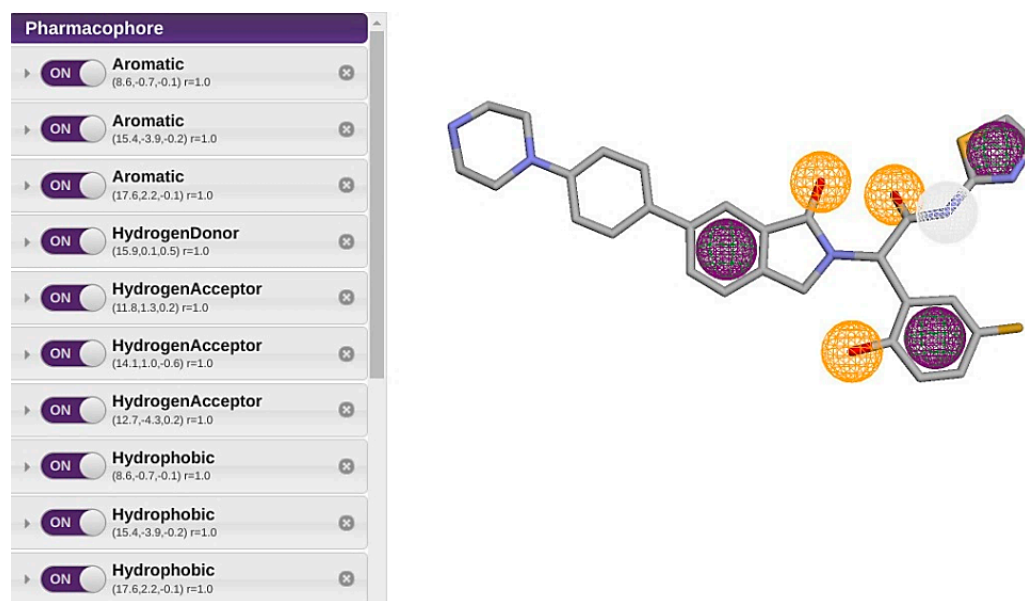 Pharmacophore
ON Aromatic
(8.6,-0.7,-0.1) r=1.0
ON Aromatic
(15.4,-3.9,-0.2) r=1.0
ON Aromatic
(17.6,2.2,-0.1) r=1.0
ON HydrogenDonor
(15.9,0.1,0.5) r=1.0
ON HydrogenAcceptor
(11.8,1.3,0.2) r=1.0
ON HydrogenAcceptor
(14.1,1.0,-0.6) r=1.0
ON HydrogenAcceptor
(12.7,-4.3,0.2) r=1.0
ON Hydrophobic
(8.6,-0.7,-0.1) r=1.0
ON Hydrophobic
(15.4,-3.9,-0.2) r=1.0
ON Hydrophobic
(17.6,2.2,-0.1) r=1.0